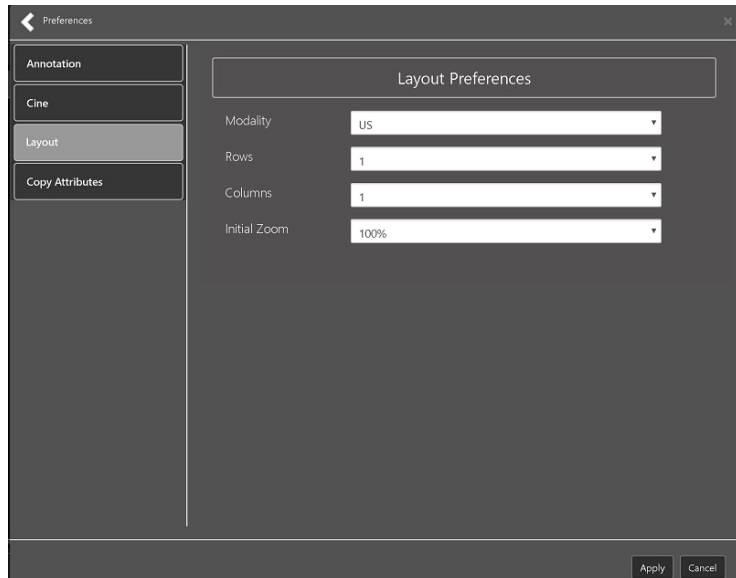 Preferences
Annotation
Cine
Layout
Copy Attributes
Layout Preferences
Modality US
Rows 1
Columns 1
Initial Zoom 100%
Apply Cancel